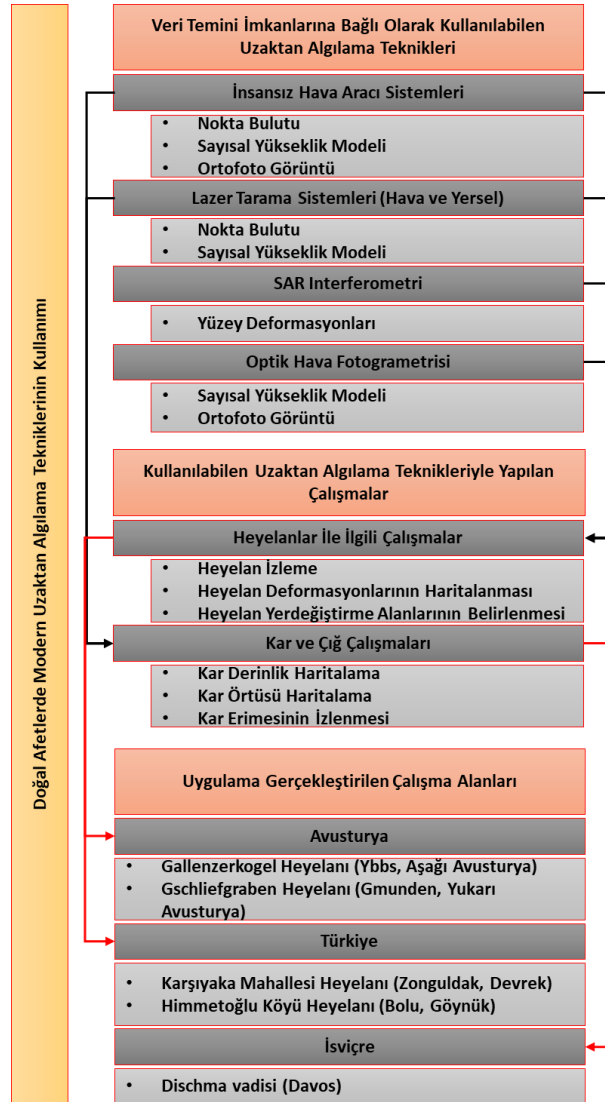 Doğal Afetlerde Modern Uzaktan Algılama Tekniklerinin Kullanımı
Veri Temini İmkanlarına Bağlı Olarak Kullanılabilen
Uzaktan Algılama Teknikleri
İnsansız Hava Aracı Sistemleri
• Nokta Bulutu
• Sayısal Yükseklik Modeli
• Ortofoto Görüntü
Lazer Tarama Sistemleri (Hava ve Yersel)
• Nokta Bulutu
• Sayısal Yükseklik Modeli
SAR Interferometri
• Yüzey Deformasyonları
Optik Hava Fotogrametrisi
• Sayısal Yükseklik Modeli
• Ortofoto Görüntü
Kullanılabilen Uzaktan Algılama Teknikleriyle Yapılan
Çalışmalar
Heyelanlar İle İlgili Çalışmalar
• Heyelan İzleme
• Heyelan Deformasyonlarının Haritalanması
• Heyelan Yerdeğiştirme Alanlarının Belirlenmesi
Kar ve Çığ Çalışmaları
• Kar Derinlik Haritalama
• Kar Örtüsü Haritalama
• Kar Erimesinin İzlenmesi
Uygulama Gerçekleştirilen Çalışma Alanları
Avusturya
• Gallenzerkogel Heyelanı (Ybbs, Aşağı Avusturya)
• Gschliefgraben Heyelanı (Gmunden, Yukarı
Avusturya)
Türkiye
• Karşıyaka Mahallesi Heyelanı (Zonguldak, Devrek)
• Himmetoğlu Köyü Heyelanı (Bolu, Göynük)
İsviçre
• Dischma vadisi (Davos)